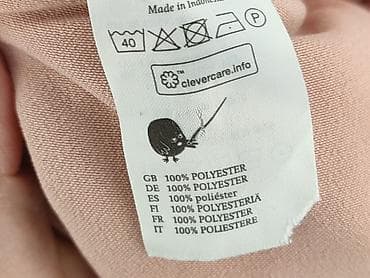 Made in Indonesia
40 P
clevercare.info
GB 100% POLYESTER
DE 100% POLYESTER
ES 100% poliéster
FI 100% POLYESTERIÄ
FR 100% POLYESTER
IT 100% POLIESTERE